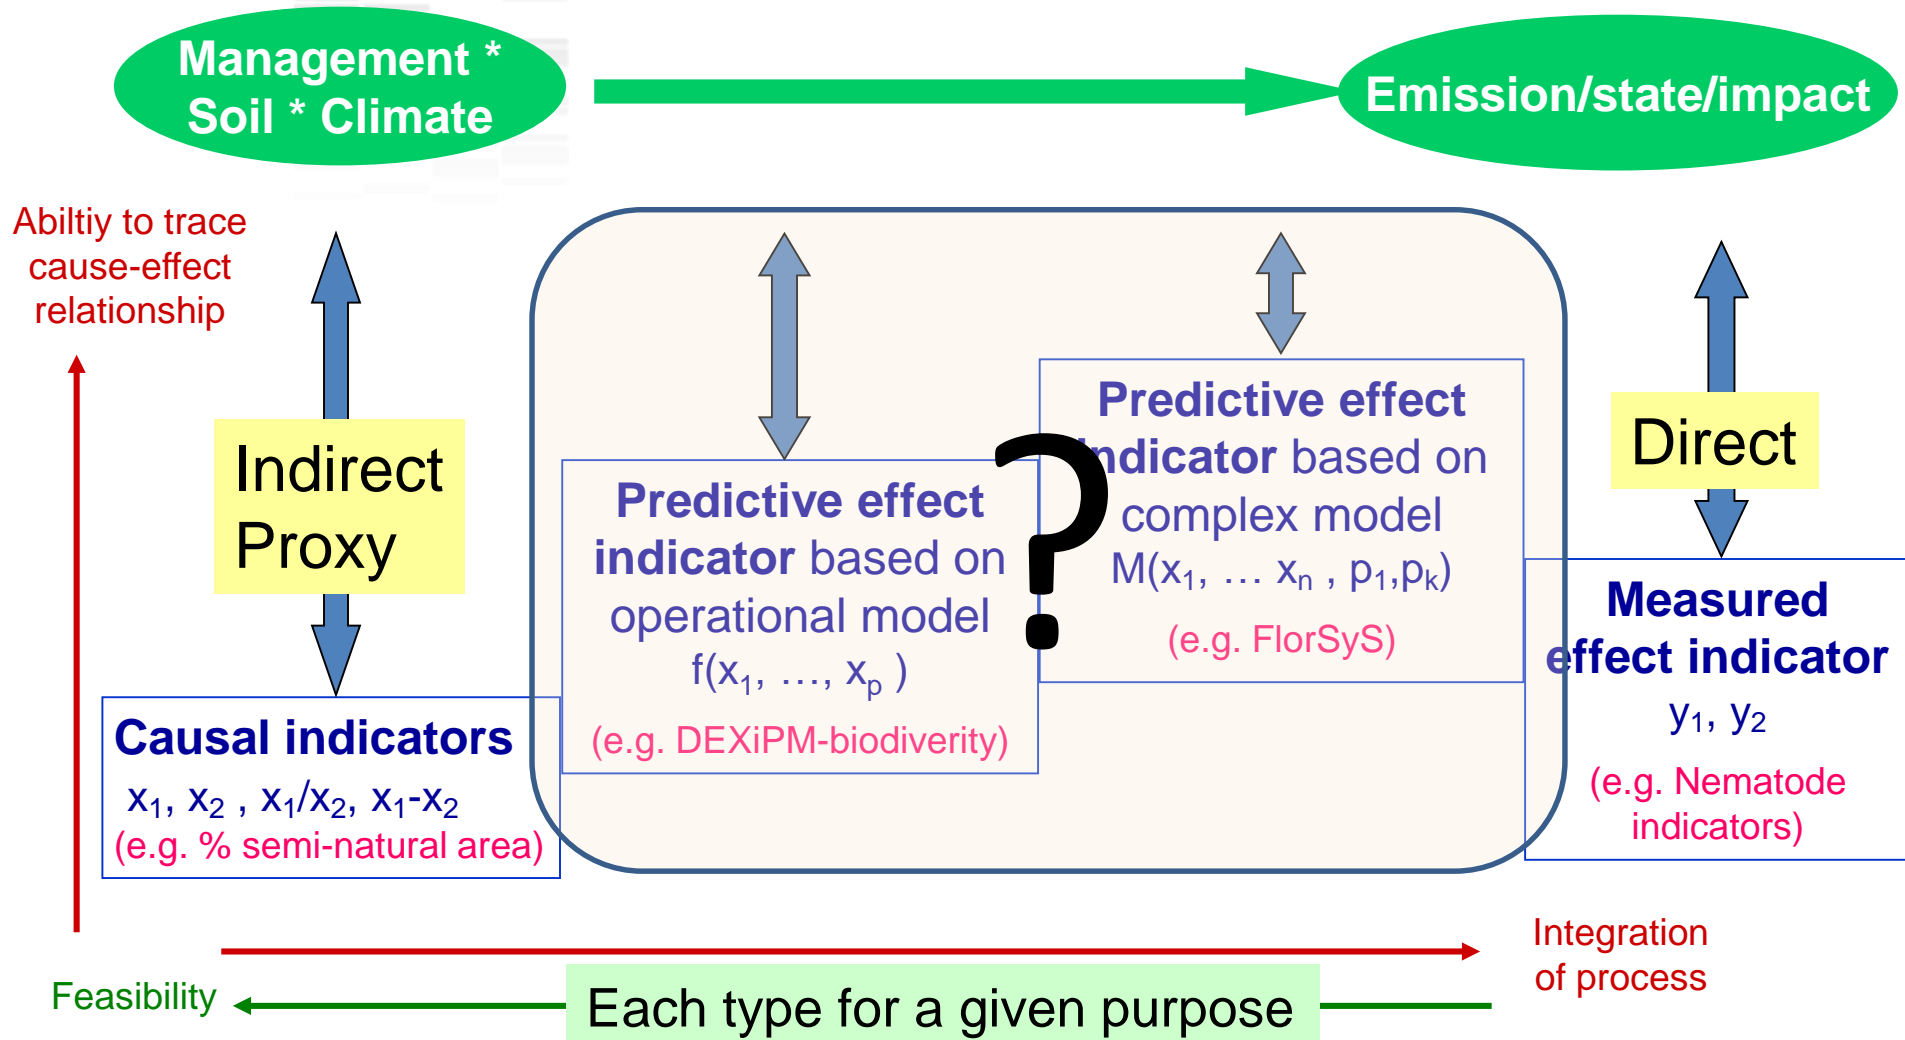 Management *
Soil * Climate
Emission/state/impact
Abiltiy to trace
cause-effect
relationship
Indirect
Proxy
Causal indicators
x₁, x₂ , x₁/x₂, x₁-x₂
(e.g. % semi-natural area)
Predictive effect
indicator based on
operational model
f(x₁, …, xₚ )
(e.g. DEXiPM-biodiverity)
?
Predictive effect
indicator based on
complex model
M(x₁, … xₙ , p₁,pₖ)
(e.g. FlorSyS)
Direct
Measured
effect indicator
y₁, y₂
(e.g. Nematode
indicators)
Integration
of process
Feasibility
Each type for a given purpose